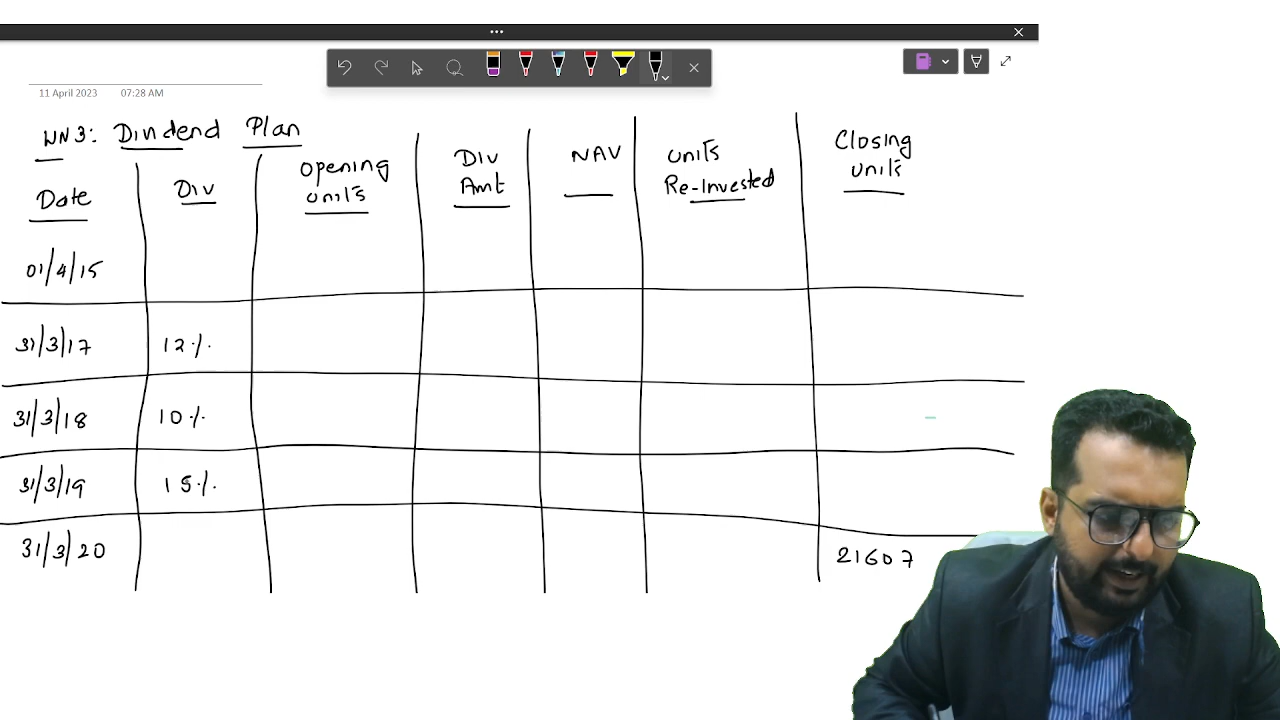 11 April 2023 07:28 AM
WN3: Dividend Plan
Date Div Opening units Div Amt NAV Units Re-Invested Closing units
01/4/15
31/3/17 12%
31/3/18 10%
31/3/19 15%
31/3/20 21607